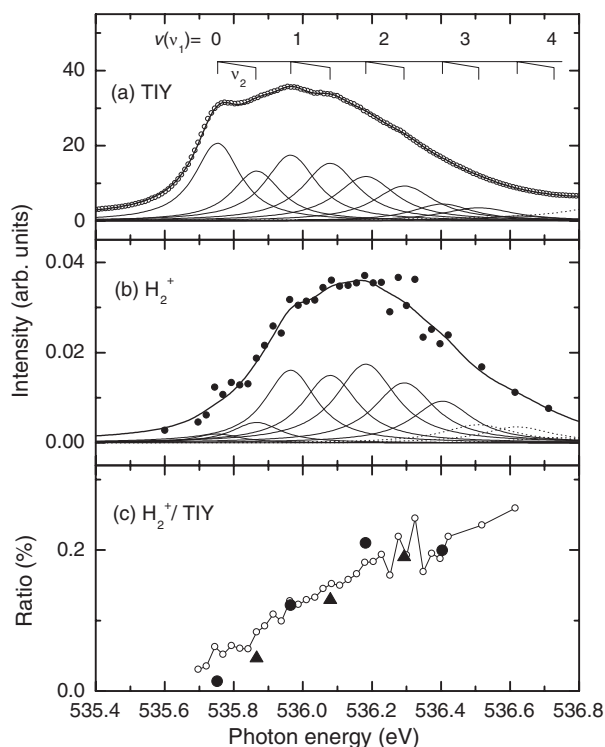 v(ν₁)= 0 1 2 3 4
ν₂
(a) TIY
40
20
0
(b) H₂⁺
0.04
0.02
0.00
Intensity (arb. units)
(c) H₂⁺/ TIY
0.2
0.0
Ratio (%)
535.4 535.6 535.8 536.0 536.2 536.4 536.6 536.8
Photon energy (eV)